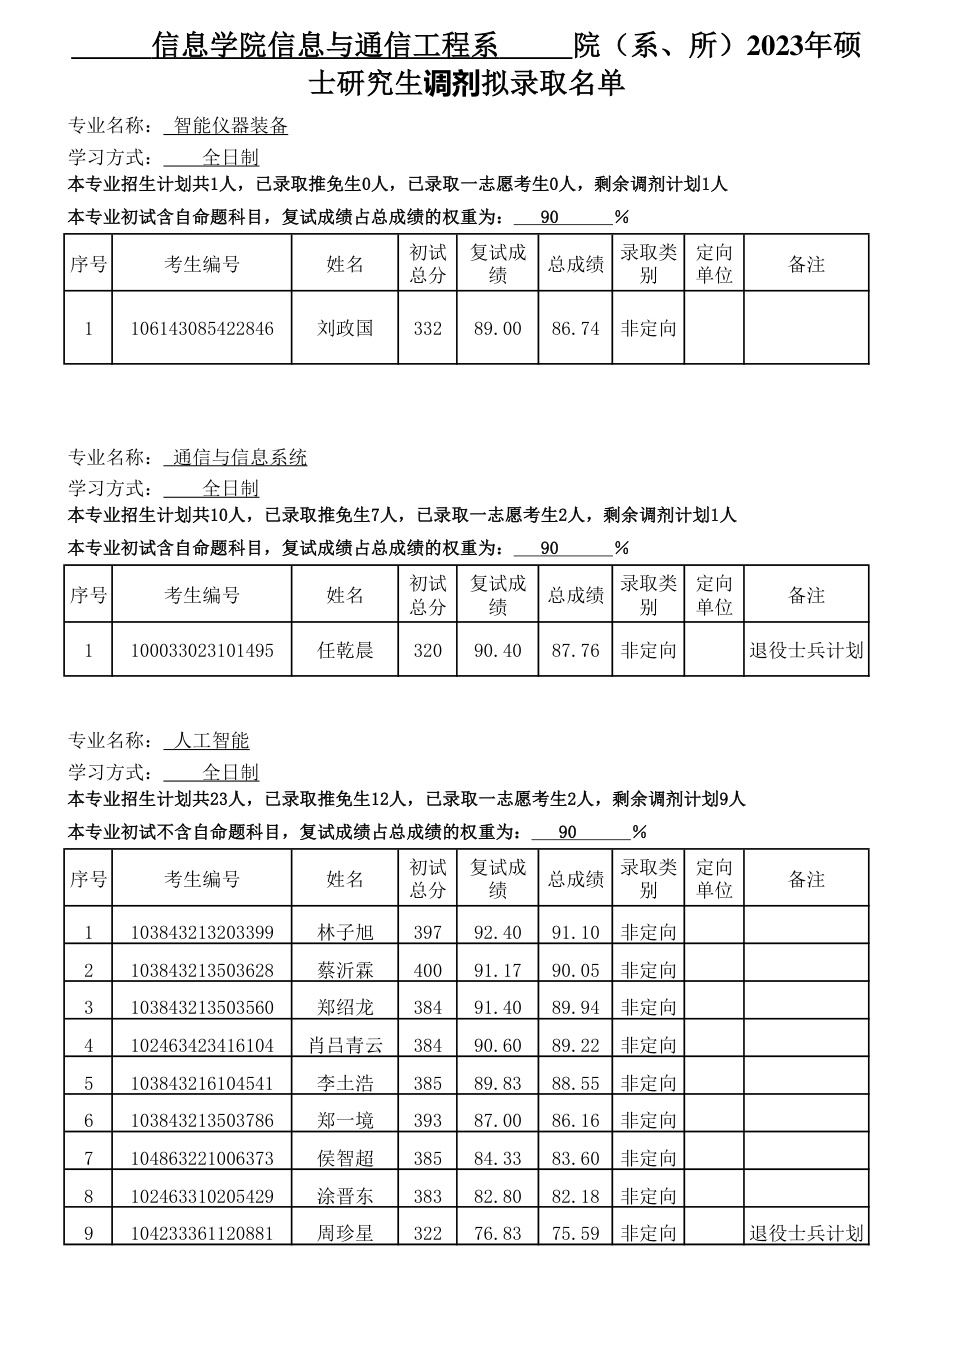 信息学院信息与通信工程系 院（系、所）2023年硕
士研究生调剂拟录取名单
专业名称： 智能仪器装备
学习方式： 全日制
本专业招生计划共1人，已录取推免生0人，已录取一志愿考生0人，剩余调剂计划1人
本专业初试含自命题科目，复试成绩占总成绩的权重为： 90 %
序号 考生编号 姓名 初试总分 复试成绩 总成绩 录取类别 定向单位 备注
1 106143085422846 刘政国 332 89.00 86.74 非定向
专业名称： 通信与信息系统
学习方式： 全日制
本专业招生计划共10人，已录取推免生7人，已录取一志愿考生2人，剩余调剂计划1人
本专业初试含自命题科目，复试成绩占总成绩的权重为： 90 %
序号 考生编号 姓名 初试总分 复试成绩 总成绩 录取类别 定向单位 备注
1 100033023101495 任乾晨 320 90.40 87.76 非定向 退役士兵计划
专业名称： 人工智能
学习方式： 全日制
本专业招生计划共23人，已录取推免生12人，已录取一志愿考生2人，剩余调剂计划9人
本专业初试不含自命题科目，复试成绩占总成绩的权重为： 90 %
序号 考生编号 姓名 初试总分 复试成绩 总成绩 录取类别 定向单位 备注
1 103843213203399 林子旭 397 92.40 91.10 非定向
2 103843213503628 蔡沂霖 400 91.17 90.05 非定向
3 103843213503560 郑绍龙 384 91.40 89.94 非定向
4 102463423416104 肖吕青云 384 90.60 89.22 非定向
5 103843216104541 李土浩 385 89.83 88.55 非定向
6 103843213503786 郑一境 393 87.00 86.16 非定向
7 104863221006373 侯智超 385 84.33 83.60 非定向
8 102463310205429 涂晋东 383 82.80 82.18 非定向
9 104233361120881 周珍星 322 76.83 75.59 非定向 退役士兵计划